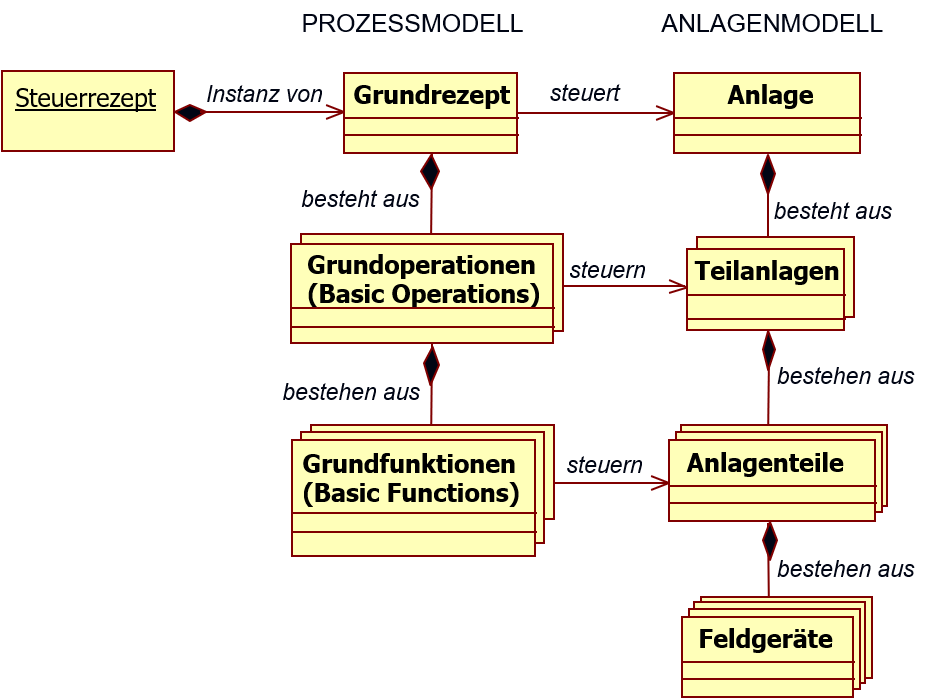 PROZESSMODELL
ANLAGENMODELL
Steuerrezept
Instanz von
Grundrezept
steuert
Anlage
besteht aus
besteht aus
Grundoperationen
(Basic Operations)
steuern
Teilanlagen
bestehen aus
bestehen aus
Grundfunktionen
(Basic Functions)
steuern
Anlagenteile
bestehen aus
Feldgeräte